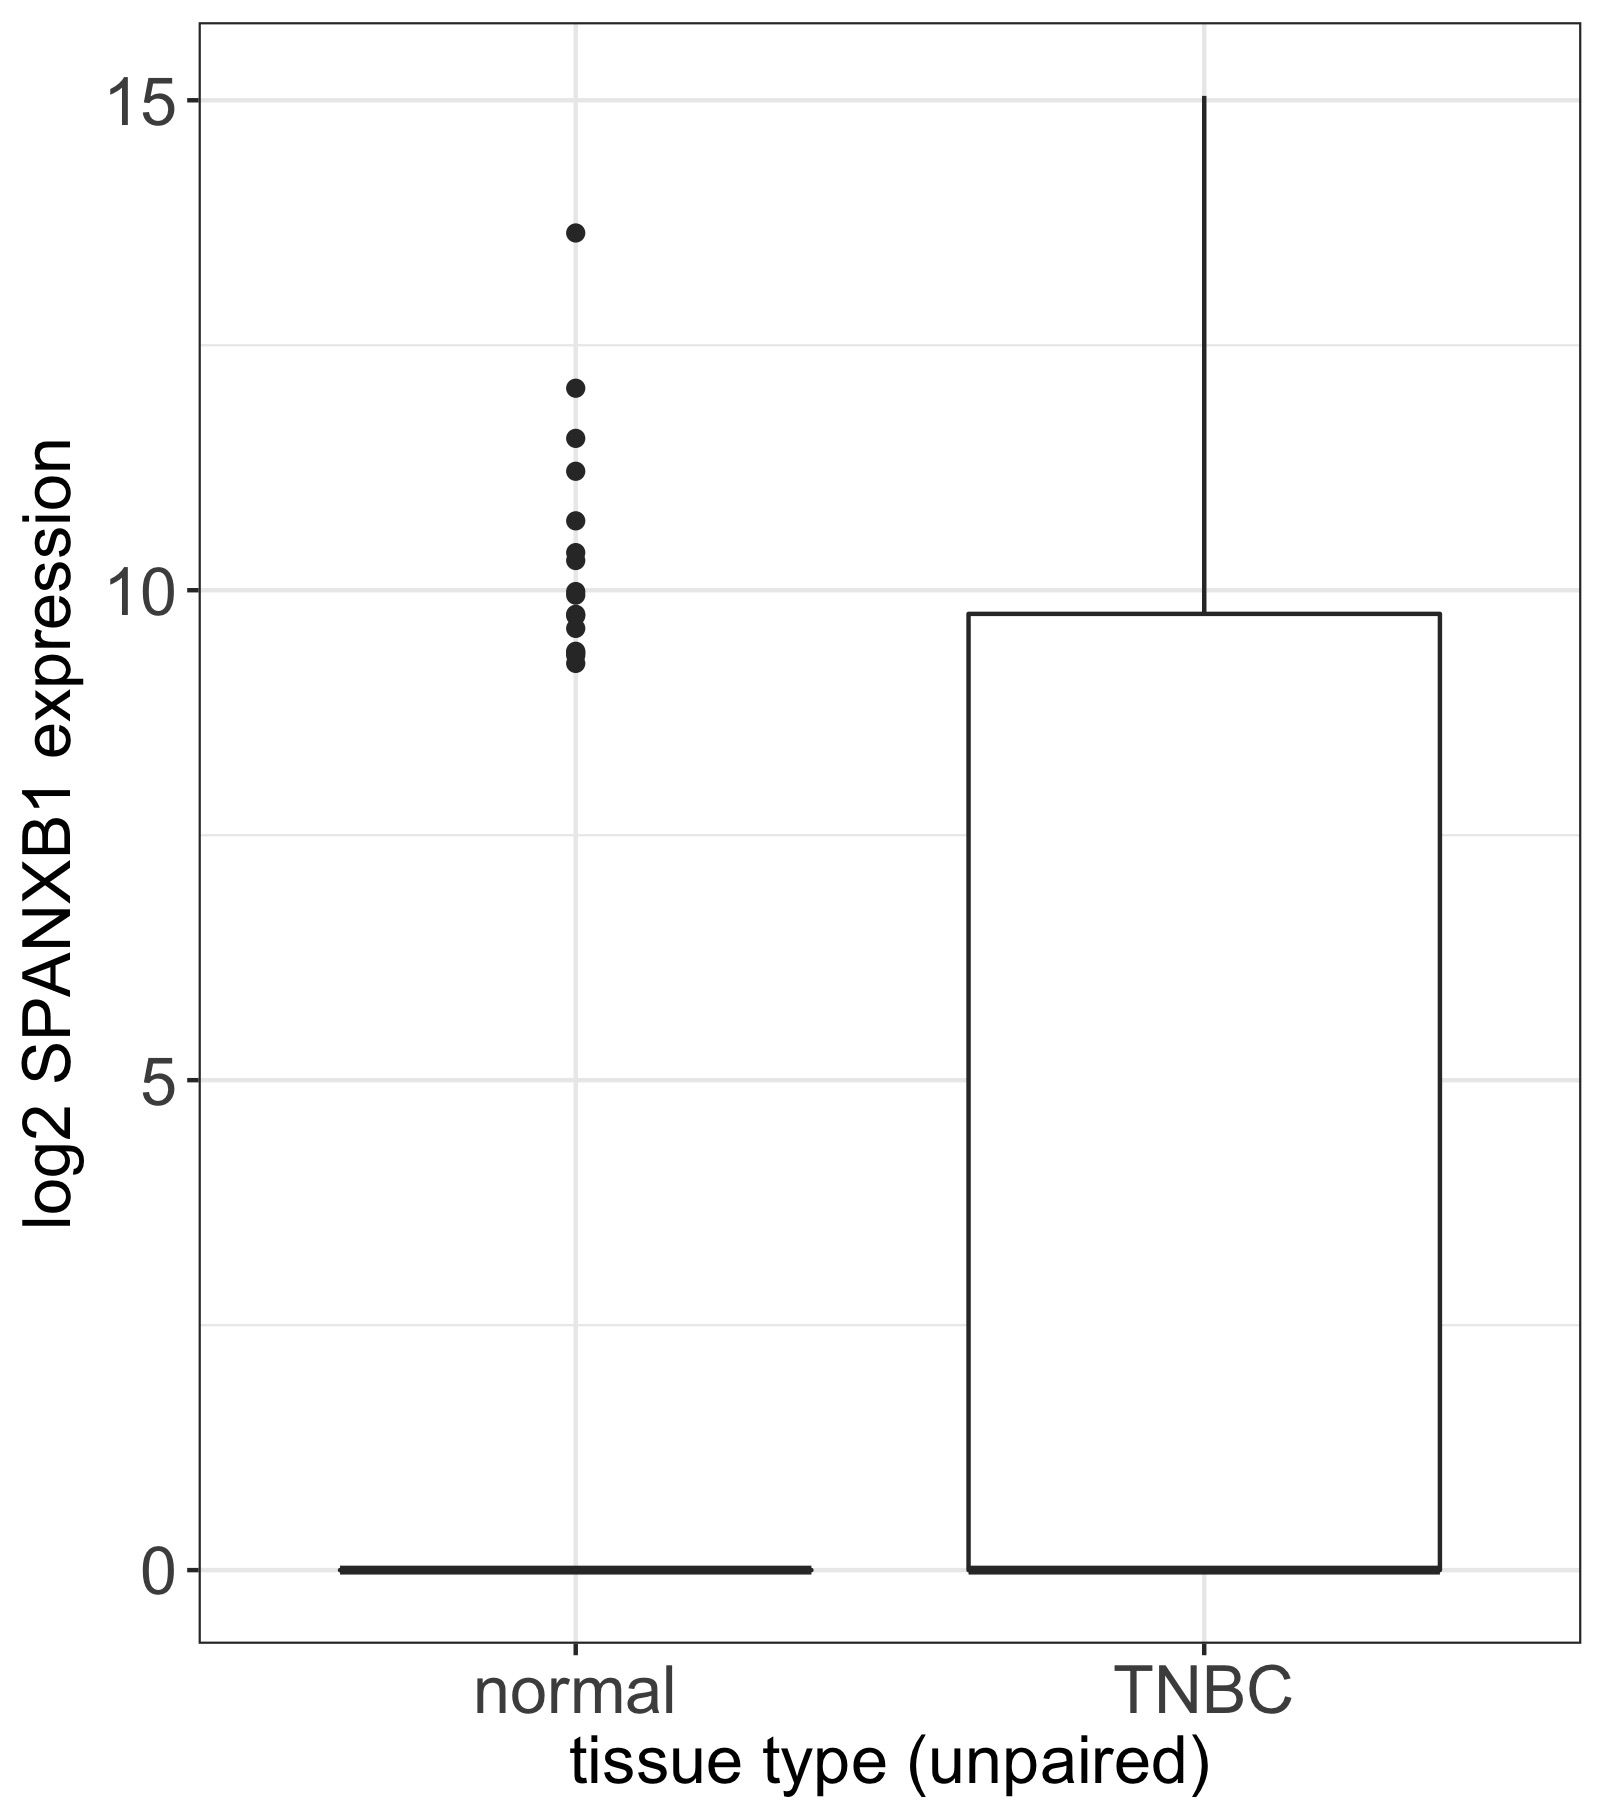 log2 SPANXB1 expression
15
10
5
0
normal TNBC
tissue type (unpaired)